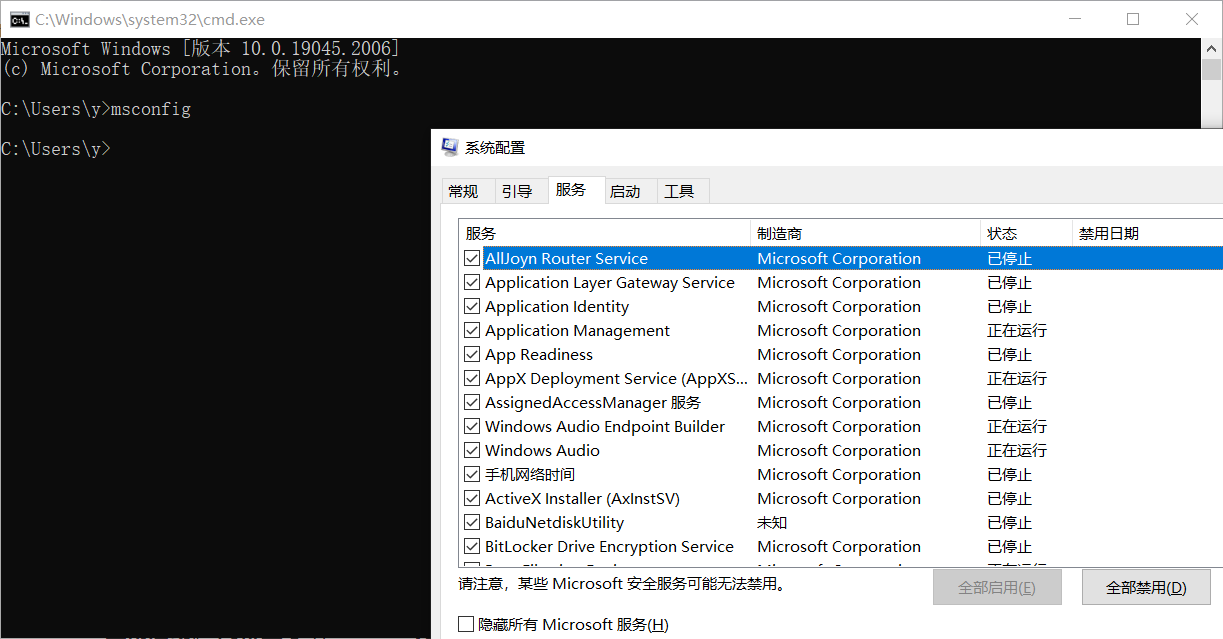 C:\Windows\system32\cmd.exe
Microsoft Windows [版本 10.0.19045.2006]
(c) Microsoft Corporation。保留所有权利。
C:\Users\y>msconfig
C:\Users\y>
系统配置
常规 引导 服务 启动 工具
服务 制造商 状态 禁用日期
AllJoyn Router Service Microsoft Corporation 已停止
Application Layer Gateway Service Microsoft Corporation 已停止
Application Identity Microsoft Corporation 已停止
Application Management Microsoft Corporation 正在运行
App Readiness Microsoft Corporation 已停止
AppX Deployment Service (AppXS... Microsoft Corporation 正在运行
AssignedAccessManager 服务 Microsoft Corporation 已停止
Windows Audio Endpoint Builder Microsoft Corporation 正在运行
Windows Audio Microsoft Corporation 正在运行
手机网络时间 Microsoft Corporation 已停止
ActiveX Installer (AxInstSV) Microsoft Corporation 已停止
BaiduNetdiskUtility 未知 已停止
BitLocker Drive Encryption Service Microsoft Corporation 已停止
请注意，某些 Microsoft 安全服务可能无法禁用。
全部启用(E) 全部禁用(D)
隐藏所有 Microsoft 服务(H)